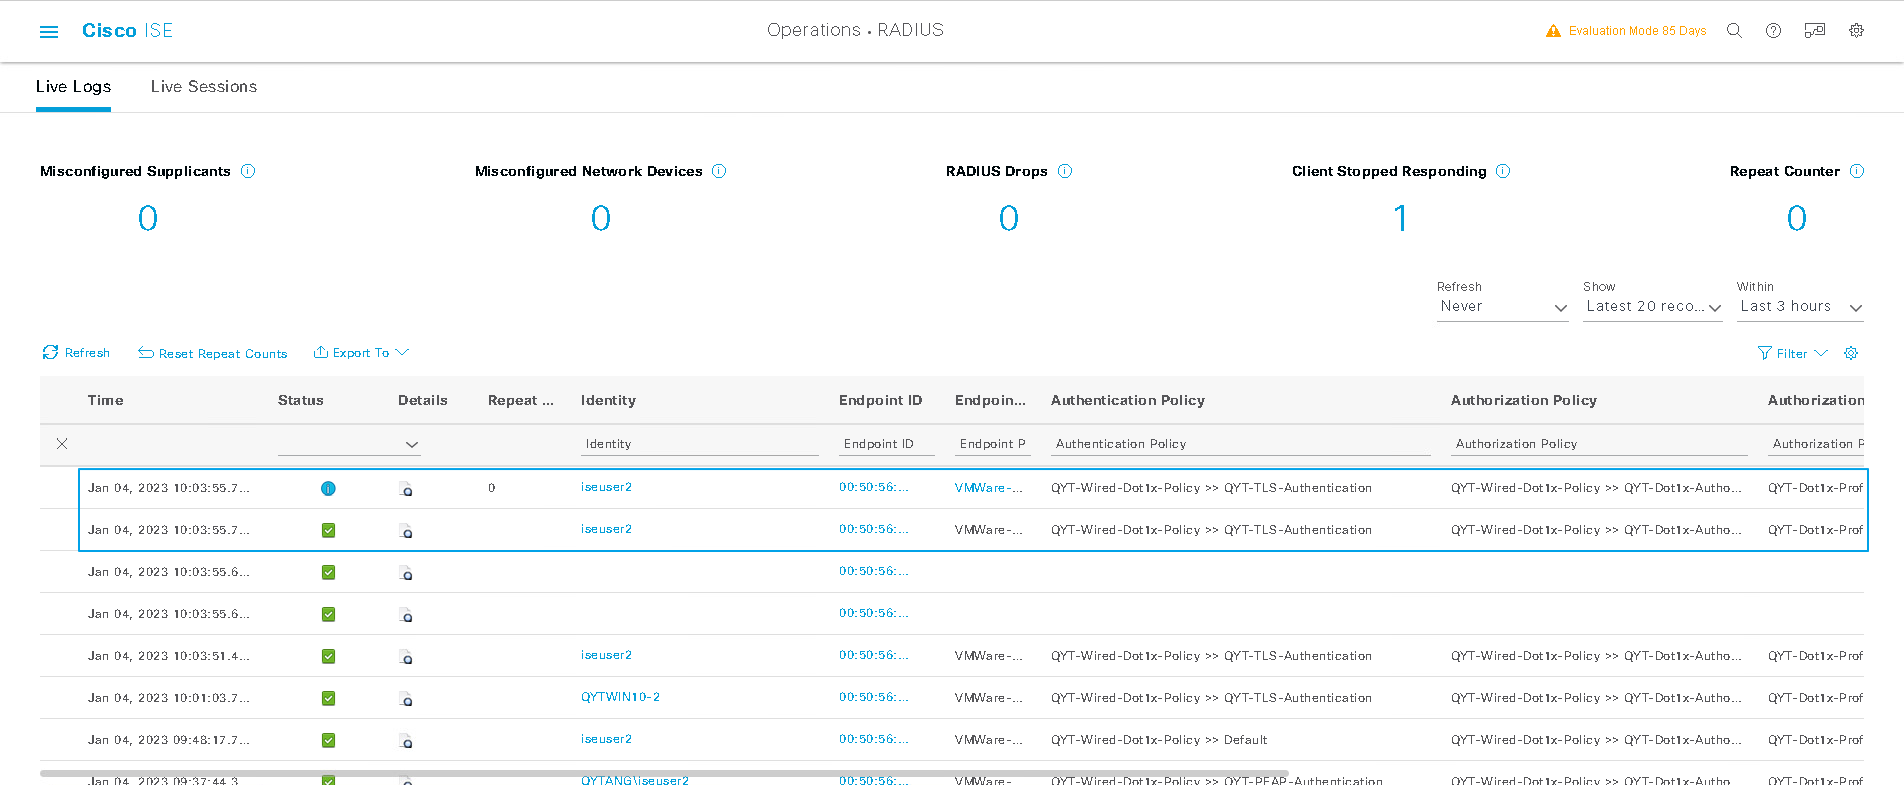 Cisco ISE
Operations · RADIUS
Evaluation Mode 85 Days
Live Logs
Live Sessions
Misconfigured Supplicants
Misconfigured Network Devices
RADIUS Drops
Client Stopped Responding
Repeat Counter
0
0
0
1
0
Refresh
Show
Within
Never
Latest 20 reco...
Last 3 hours
Refresh
Reset Repeat Counts
Export To
Filter
Time Status Details Repeat ... Identity Endpoint ID Endpoin... Authentication Policy Authorization Policy Authorization
Identity Endpoint ID Endpoint P Authentication Policy Authorization Policy Authorization P
Jan 04, 2023 10:03:55.7... 0 iseuser2 00:50:56:... VMWare-... QYT-Wired-Dot1x-Policy >> QYT-TLS-Authentication QYT-Wired-Dot1x-Policy >> QYT-Dot1x-Autho... QYT-Dot1x-Prof
Jan 04, 2023 10:03:55.7... iseuser2 00:50:56:... VMWare-... QYT-Wired-Dot1x-Policy >> QYT-TLS-Authentication QYT-Wired-Dot1x-Policy >> QYT-Dot1x-Autho... QYT-Dot1x-Prof
Jan 04, 2023 10:03:55.6... 00:50:56:...
Jan 04, 2023 10:03:55.6... 00:50:56:...
Jan 04, 2023 10:03:51.4... iseuser2 00:50:56:... VMWare-... QYT-Wired-Dot1x-Policy >> QYT-TLS-Authentication QYT-Wired-Dot1x-Policy >> QYT-Dot1x-Autho... QYT-Dot1x-Prof
Jan 04, 2023 10:01:03.7... QYTWIN10-2 00:50:56:... VMWare-... QYT-Wired-Dot1x-Policy >> QYT-TLS-Authentication QYT-Wired-Dot1x-Policy >> QYT-Dot1x-Autho... QYT-Dot1x-Prof
Jan 04, 2023 09:48:17.7... iseuser2 00:50:56:... VMWare-... QYT-Wired-Dot1x-Policy >> Default QYT-Wired-Dot1x-Policy >> QYT-Dot1x-Autho... QYT-Dot1x-Prof
Jan 04, 2023 09:37:44.3... QYTANG\iseuser2 00:50:56:... VMWare-... QYT-Wired-Dot1x-Policy >> QYT-PEAP-Authentication QYT-Wired-Dot1x-Policy >> QYT-Dot1x-Autho... QYT-Dot1x-Prof